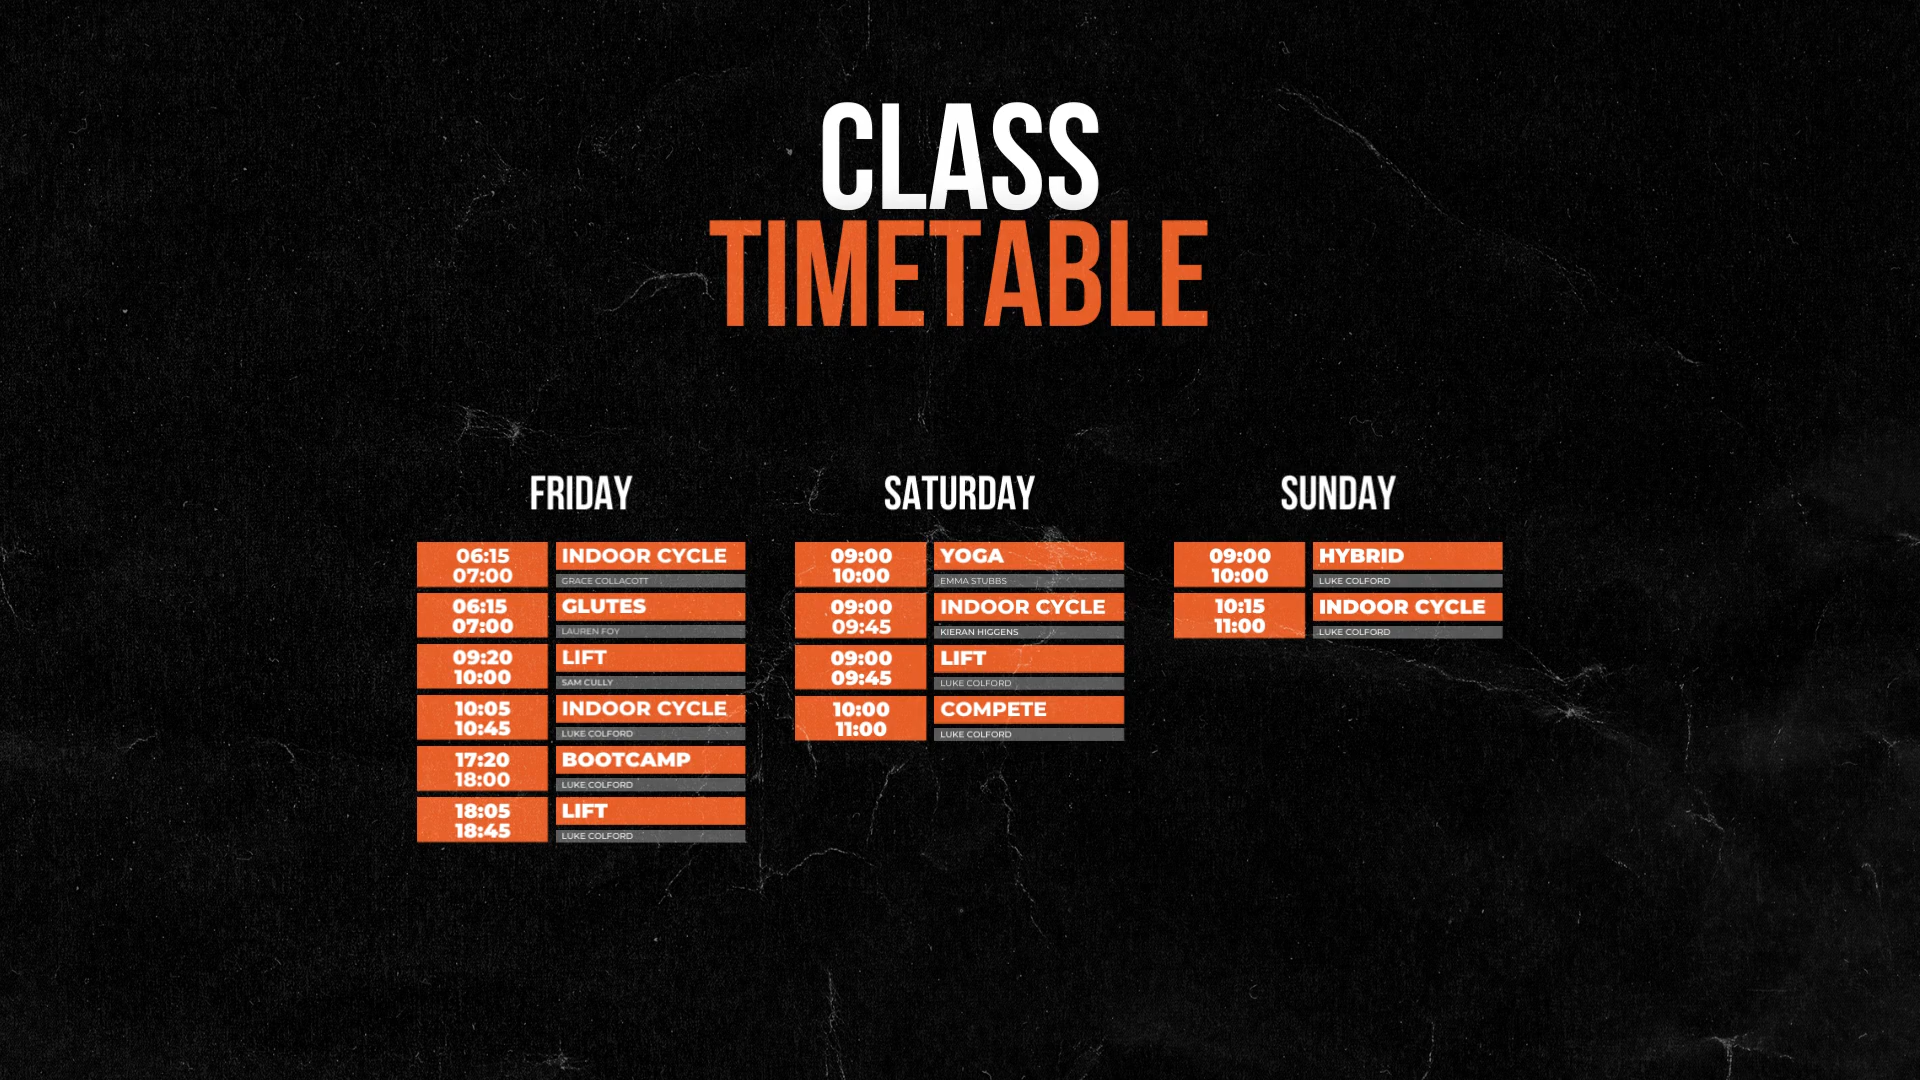 CLASS
TIMETABLE
FRIDAY
06:15
07:00
INDOOR CYCLE
GRACE COLLACOTT
06:15
07:00
GLUTES
LAUREN FOY
09:20
10:00
LIFT
SAM CULLY
10:05
10:45
INDOOR CYCLE
LUKE COLFORD
17:20
18:00
BOOTCAMP
LUKE COLFORD
18:05
18:45
LIFT
LUKE COLFORD
SATURDAY
09:00
10:00
YOGA
EMMA STUBBS
09:00
09:45
INDOOR CYCLE
KIERAN HIGGENS
09:00
09:45
LIFT
LUKE COLFORD
10:00
11:00
COMPETE
LUKE COLFORD
SUNDAY
09:00
10:00
HYBRID
LUKE COLFORD
10:15
11:00
INDOOR CYCLE
LUKE COLFORD